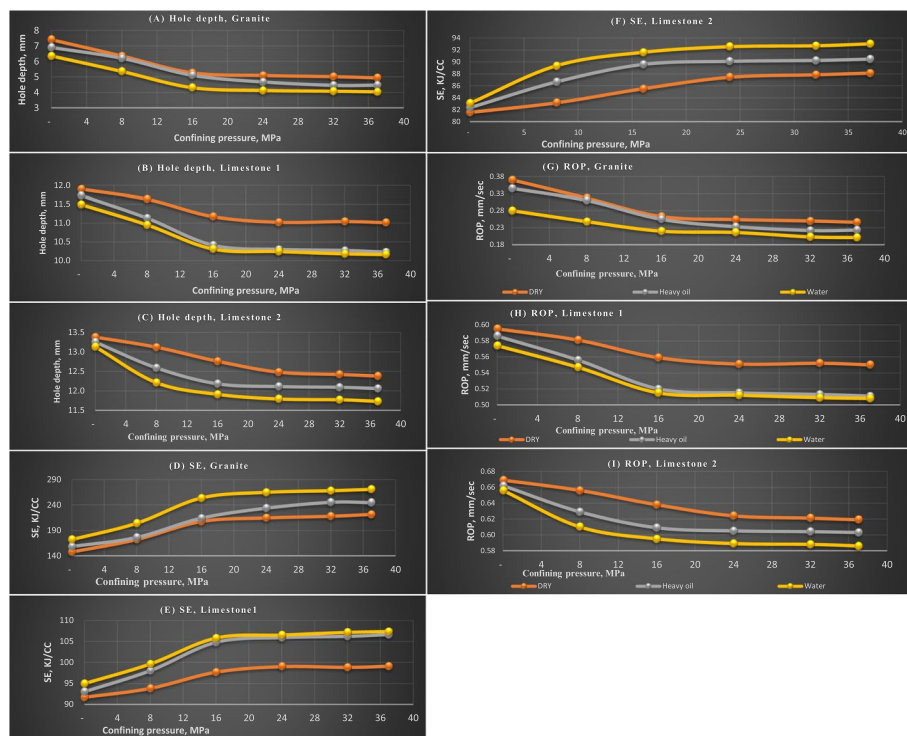 (A) Hole depth, Granite
Hole depth, mm
8
7
6
5
4
3
- 4 8 12 16 20 24 28 32 36 40
Confining pressure, MPa
(B) Hole depth, Limestone 1
Hole depth, mm
12.0
11.5
11.0
10.5
10.0
- 4 8 12 16 20 24 28 32 36 40
Confining pressure, MPa
(C) Hole depth, Limestone 2
Hole depth, mm
13.5
13.0
12.5
12.0
11.5
- 4 8 12 16 20 24 28 32 36 40
Confining pressure, MPa
(D) SE, Granite
SE, KJ/CC
290
240
190
140
- 4 8 12 16 20 24 28 32 36 40
Confining pressure, MPa
(E) SE, Limestone1
SE, KJ/CC
110
105
100
95
90
- 4 8 12 16 20 24 28 32 36 40
Confining pressure, MPa
(F) SE, Limestone 2
SE, KJ/CC
94
92
90
88
86
84
82
80
- 5 10 15 20 25 30 35 40
Confining pressure, MPa
(G) ROP, Granite
ROP, mm/sec
0.38
0.33
0.28
0.23
0.18
- 4 8 12 16 20 24 28 32 36 40
Confining pressure, MPa
DRY Heavy oil Water
(H) ROP, Limestone 1
ROP, mm/sec
0.60
0.58
0.56
0.54
0.52
0.50
- 4 8 12 16 20 24 28 32 36 40
Confining pressure, MPa
DRY Heavy oil Water
(I) ROP, Limestone 2
ROP, mm/sec
0.68
0.66
0.64
0.62
0.60
0.58
- 4 8 12 16 20 24 28 32 36 40
Confining pressure, MPa
DRY Heavy oil Water